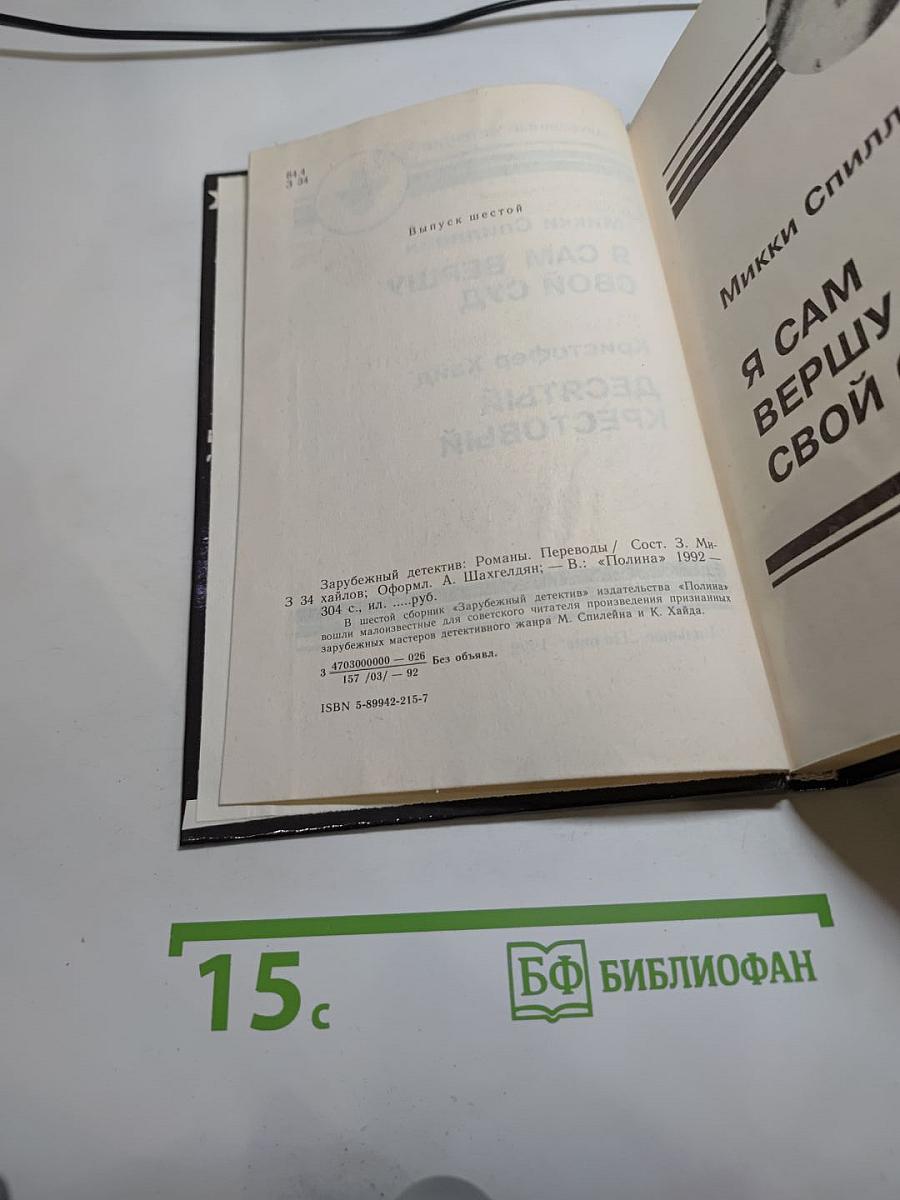 84.4
З 34
Выпуск шестой
Зарубежный детектив: Романы. Переводы / Сост. З. Ми-
З 34 хайлов; Оформл. А. Шахгелдян; — В.: «Полина» 1992 —
304 с., ил. .....руб.
В шестой сборник «Зарубежный детектив» издательства «Полина»
вошли малоизвестные для советского читателя произведения признанных
зарубежных мастеров детективного жанра М. Спилейна и К. Хайда.
З 4703000000 — 026
157 /03/ — 92
Без объявл.
ISBN 5-89942-215-7
Микки Спилл
Я САМ
ВЕРШУ
СВОЙ
15 с
БФ БИБЛИОФАН